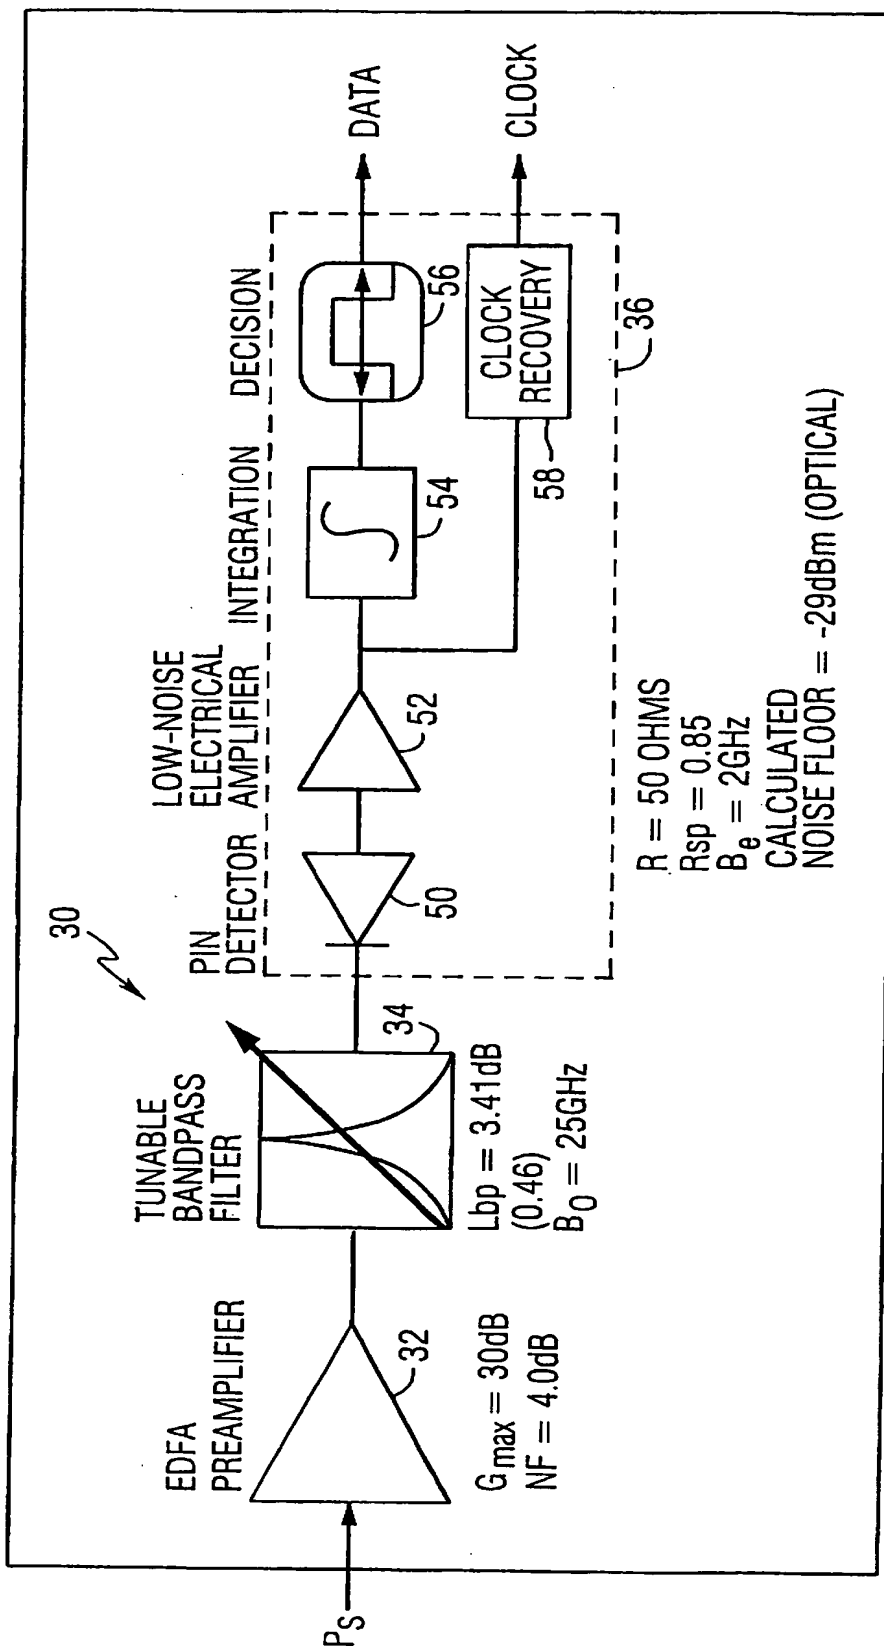 30
EDFA
PREAMPLIFIER
TUNABLE
BANDPASS
FILTER
PIN
DETECTOR
LOW-NOISE
ELECTRICAL
AMPLIFIER
INTEGRATION
DECISION
P_S
32
34
50
52
54
56
DATA
CLOCK
RECOVERY
58
CLOCK
36
G_max = 30dB
NF = 4.0dB
Lbp = 3.41dB
(0.46)
B_0 = 25GHz
R = 50 OHMS
Rsp = 0.85
B_e = 2GHz
CALCULATED
NOISE FLOOR = -29dBm (OPTICAL)